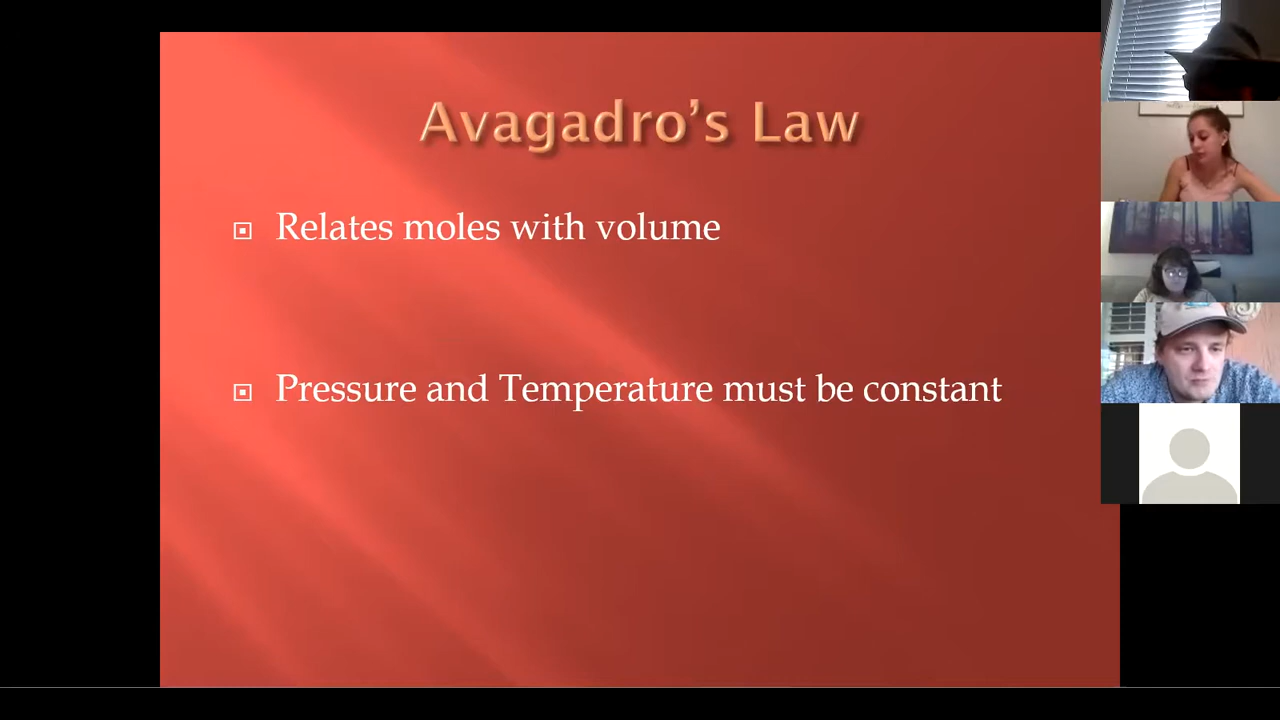 Avagadro's Law
Relates moles with volume
Pressure and Temperature must be constant